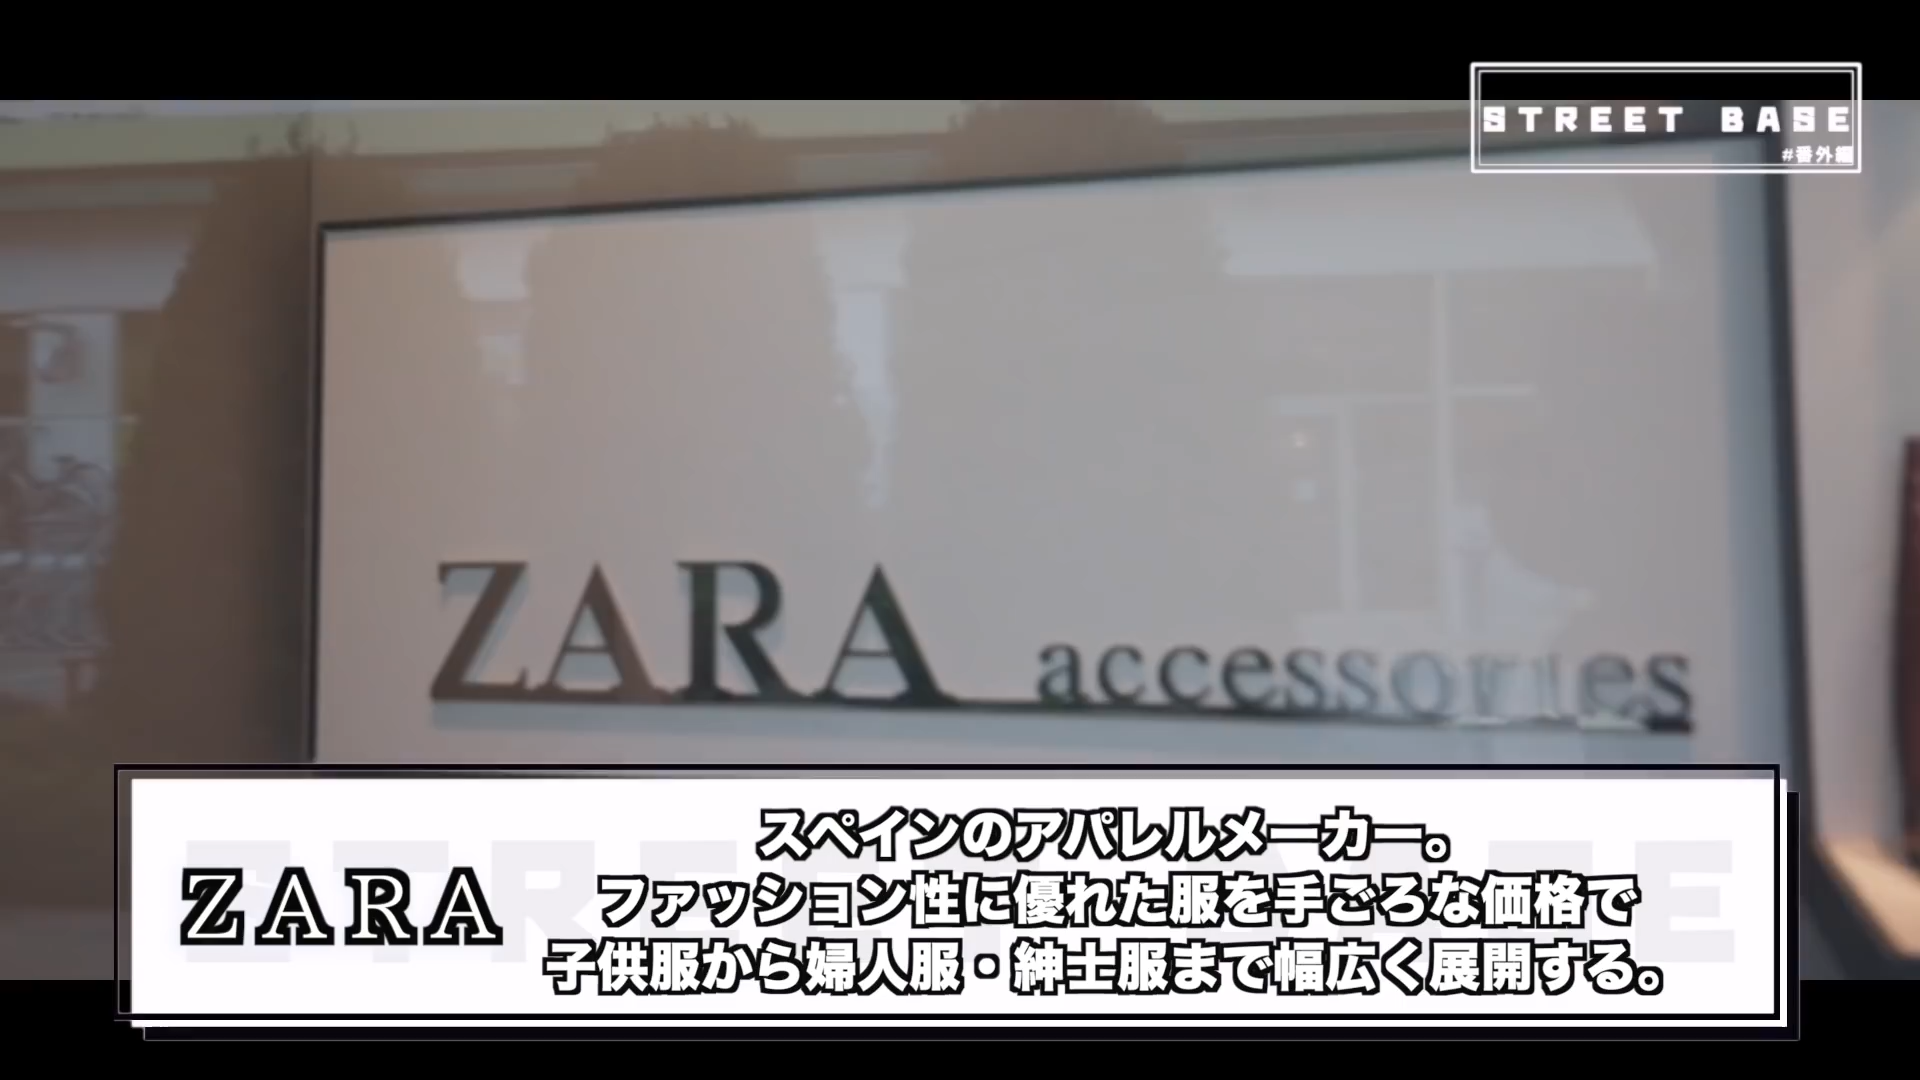 STREET BASE
#番外編
ZARA accessories
ZARA
スペインのアパレルメーカー。
ファッション性に優れた服を手ごろな価格で
子供服から婦人服・紳士服まで幅広く展開する。
STREET BASE